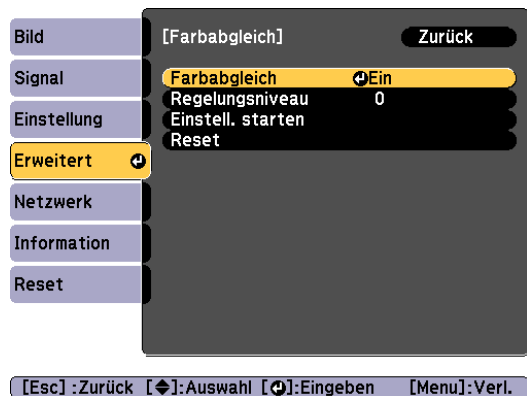 Bild
Signal
Einstellung
Erweitert
Netzwerk
Information
Reset
[Farbabgleich] Zurück
Farbabgleich Ein
Regelungsniveau 0
Einstell. starten
Reset
[Esc] :Zurück [ ]:Auswahl [ ]:Eingeben [Menu]:Verl.